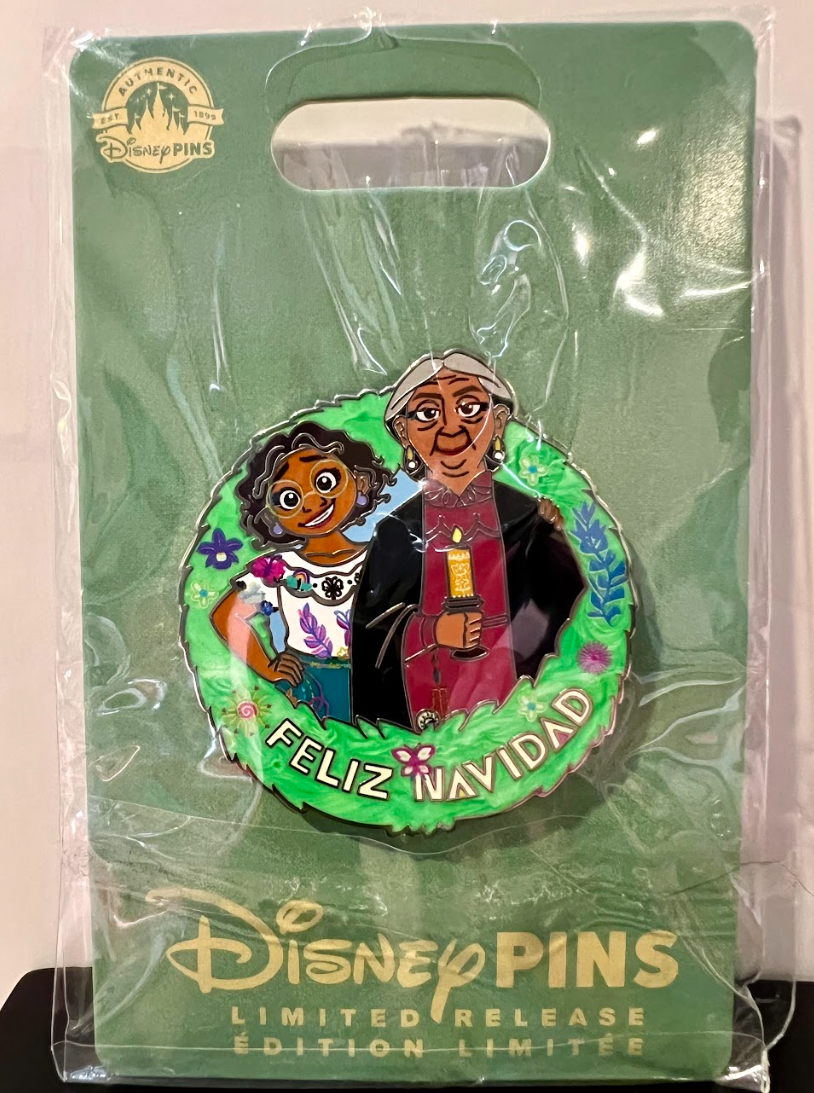 AUTHENTIC
EST. 1899
Disney PINS
FELIZ NAVIDAD
Disney PINS
LIMITED RELEASE
ÉDITION LIMITÉE